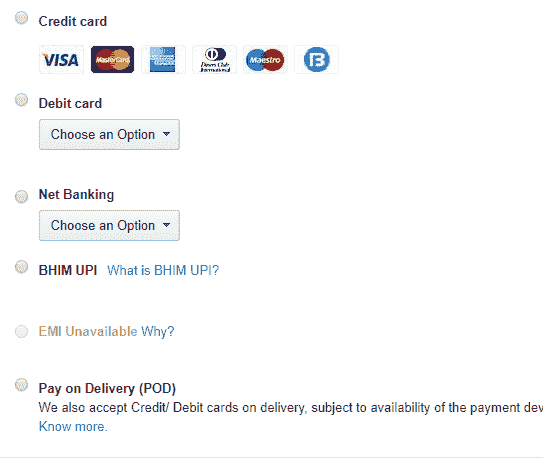 Credit card
VISA MasterCard Diners Club International Maestro B
Debit card
Choose an Option
Net Banking
Choose an Option
BHIM UPI What is BHIM UPI?
EMI Unavailable Why?
Pay on Delivery (POD)
We also accept Credit/ Debit cards on delivery, subject to availability of the payment dev
Know more.